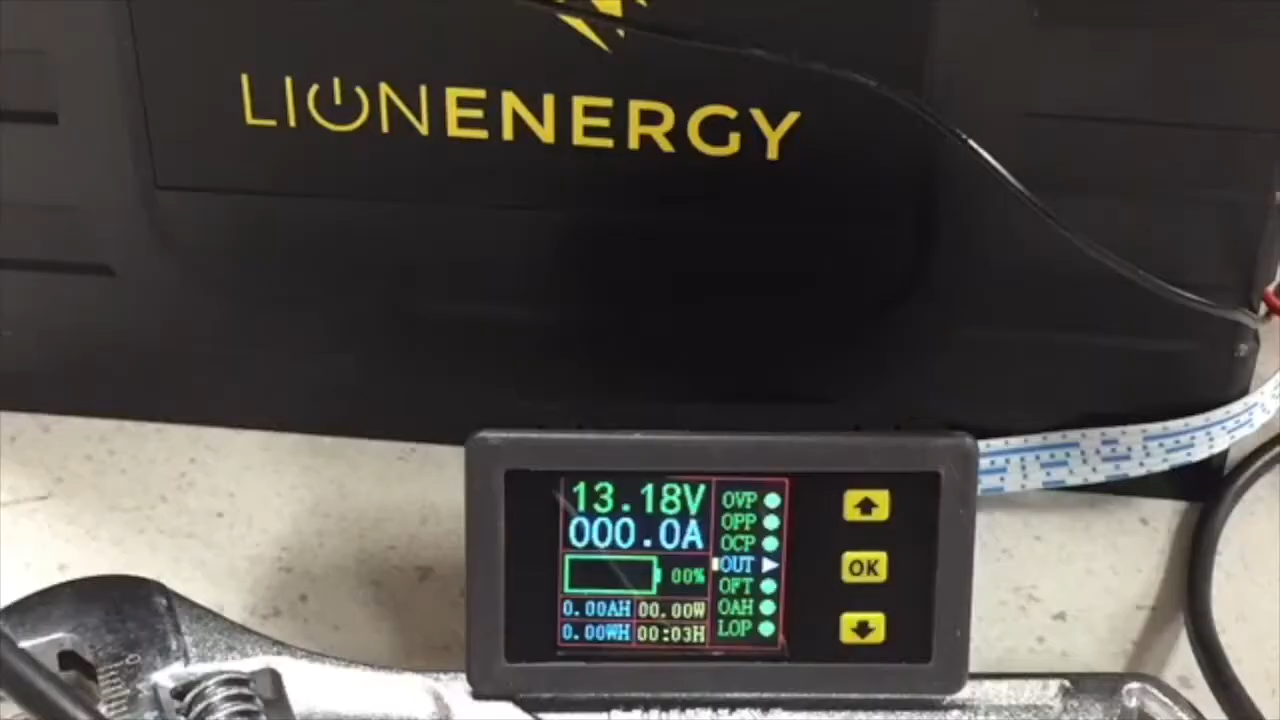 LIONENERGY
13.18V
000.0A
00%
0.00AH 00.00W
0.00WH 00:03H
OVP
OPP
OCP
OUT
OFT
OAH
LOP
OK